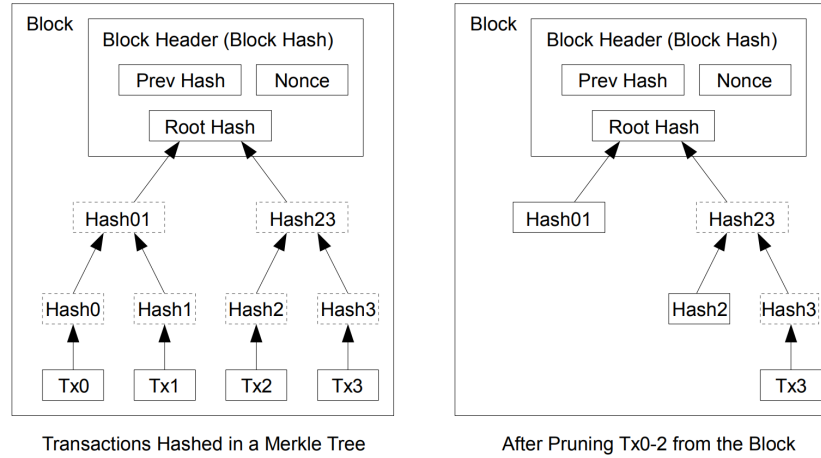 Block
Block Header (Block Hash)
Prev Hash
Nonce
Root Hash
Hash01
Hash23
Hash0
Hash1
Hash2
Hash3
Tx0
Tx1
Tx2
Tx3
Transactions Hashed in a Merkle Tree
Block
Block Header (Block Hash)
Prev Hash
Nonce
Root Hash
Hash01
Hash23
Hash2
Hash3
Tx3
After Pruning Tx0-2 from the Block